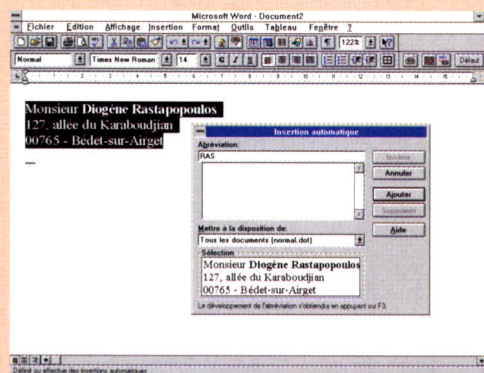 Microsoft Word - Document2
Fichier Edition Affichage Insertion Format Outils Tableau Fenêtre ?
122%
Normal Times New Roman 14 G I S Défaut
Monsieur Diogène Rastapopoulos
127, allée du Karaboudjian
00765 - Bédet-sur-Airget
Insertion automatique
Abréviation:
RAS
Annuler
Ajouter
Supprimer
Mettre à la disposition de:
Aide
Tous les documents (normal.dot)
Sélection
Monsieur Diogène Rastapopoulos
127, allée du Karaboudjian
00765 - Bédet-sur-Airget
Le développement de l'abréviation s'obtiendra en appuyant sur F3.
Définit ou effectue des insertions automatiques